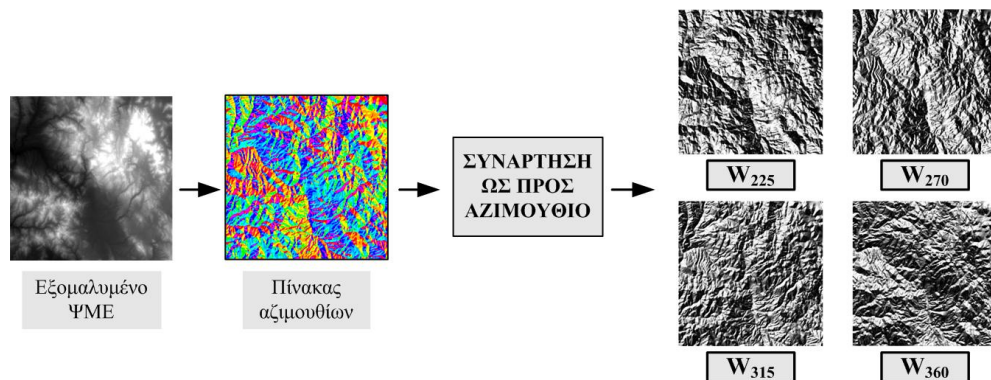 Εξομαλυμένο
ΨΜΕ
Πίνακας
αζιμουθίων
ΣΥΝΑΡΤΗΣΗ
ΩΣ ΠΡΟΣ
ΑΖΙΜΟΥΘΙΟ
W225
W270
W315
W360